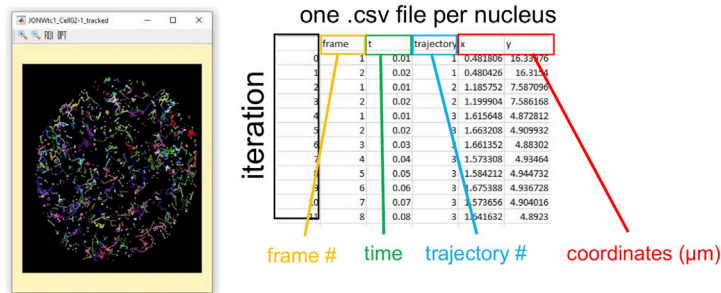 JONWtc1_Cell02-1_tracked
ROI OPT
one .csv file per nucleus
iteration
frame t trajectory x y
0 1 0.01 1 0.481806 16.33976
1 2 0.02 1 0.480426 16.3154
2 1 0.01 2 1.185752 7.587096
3 2 0.02 2 1.199904 7.586168
4 1 0.01 3 1.615648 4.872812
5 2 0.02 3 1.663208 4.909932
6 3 0.03 1.661352 4.88302
7 4 0.04 3 1.573308 4.93464
8 5 0.05 3 1.584212 4.944732
9 6 0.06 3 1.675388 4.936728
10 7 0.07 3 1.573656 4.904016
11 8 0.08 3 1.641632 4.8923
frame # time trajectory # coordinates (µm)